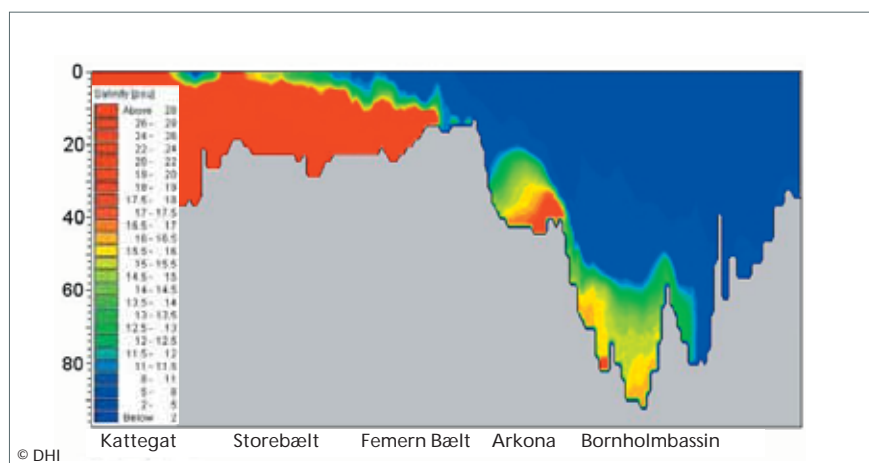 0
20
40
60
80
Salinity [psu]
Above 28
26 - 28
24 - 26
22 - 24
20 - 22
19 - 20
18 - 19
17.5 - 18
17 - 17.5
16.5 - 17
16 - 16.5
15.5 - 16
15 - 15.5
14.5 - 15
14 - 14.5
13.5 - 14
13 - 13.5
12.5 - 13
12 - 12.5
11.5 - 12
11 - 11.5
8 - 11
5 - 8
2 - 5
Below 2
Kattegat Storebælt Femern Bælt Arkona Bornholmbassin
© DHI